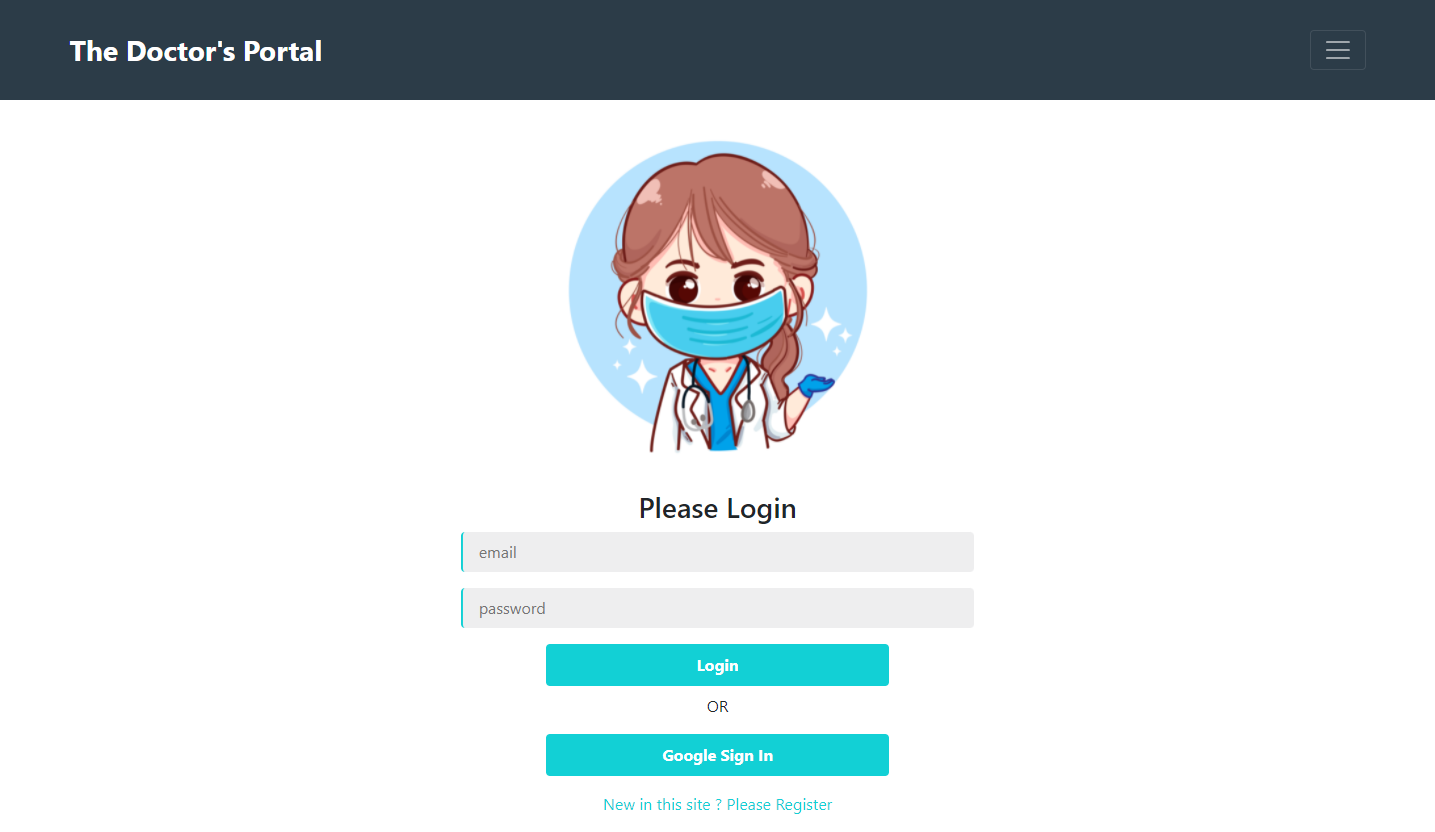 The Doctor's Portal
Please Login
email
password
Login
OR
Google Sign In
New in this site ? Please Register